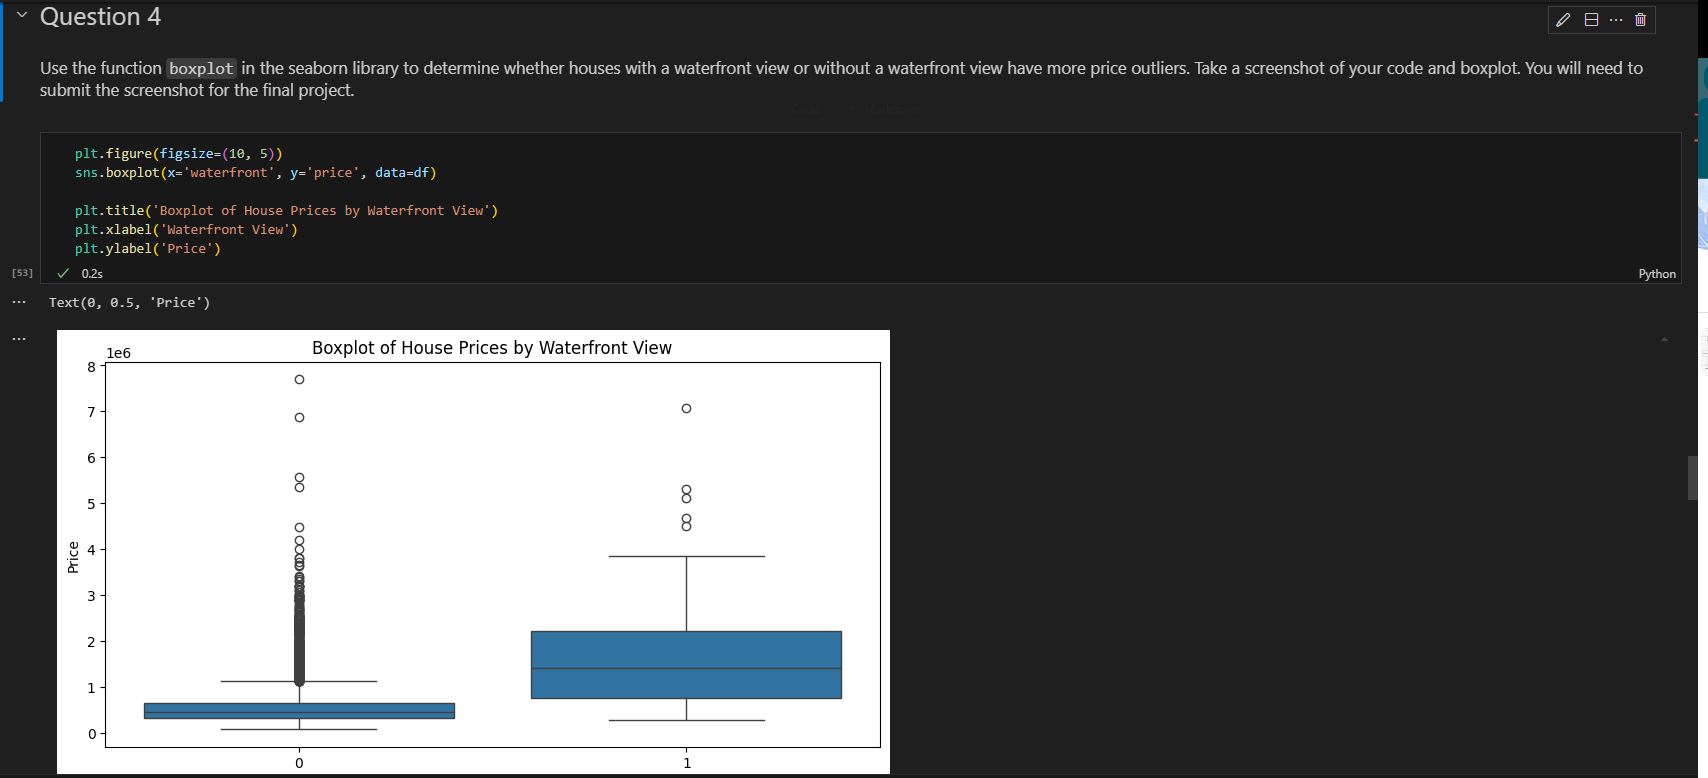 Question 4
Use the function boxplot in the seaborn library to determine whether houses with a waterfront view or without a waterfront view have more price outliers. Take a screenshot of your code and boxplot. You will need to
submit the screenshot for the final project.
plt.figure(figsize=(10, 5))
sns.boxplot(x='waterfront', y='price', data=df)
plt.title('Boxplot of House Prices by Waterfront View')
plt.xlabel('Waterfront View')
plt.ylabel('Price')
[53]
0.2s
Python
Text(0, 0.5, 'Price')
Boxplot of House Prices by Waterfront View
1e6
8
7
6
5
4
3
2
1
0
Price
0
1